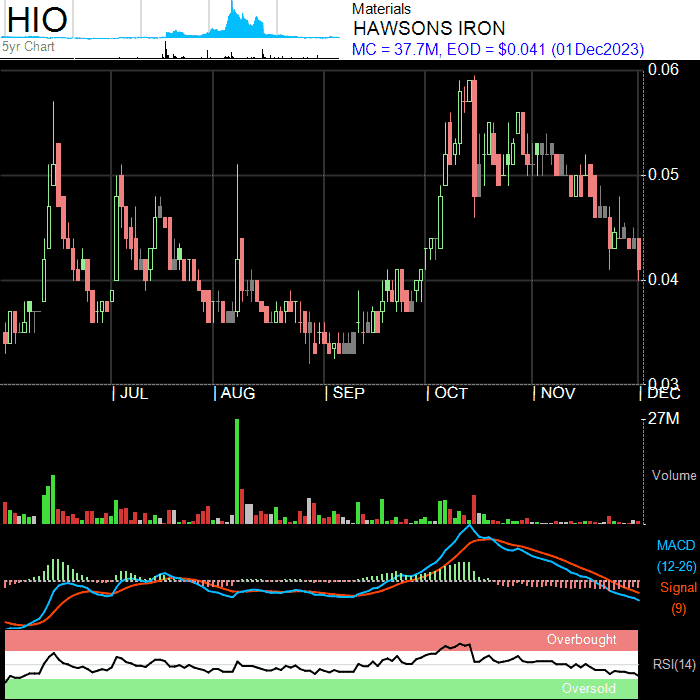 HIO
5yr Chart
Materials
HAWSONS IRON
MC = 37.7M, EOD = $0.041 (01Dec2023)
0.06
0.05
0.04
0.03
JUL AUG SEP OCT NOV DEC
27M
Volume
MACD
(12-26)
Signal
(9)
Overbought
RSI(14)
Oversold